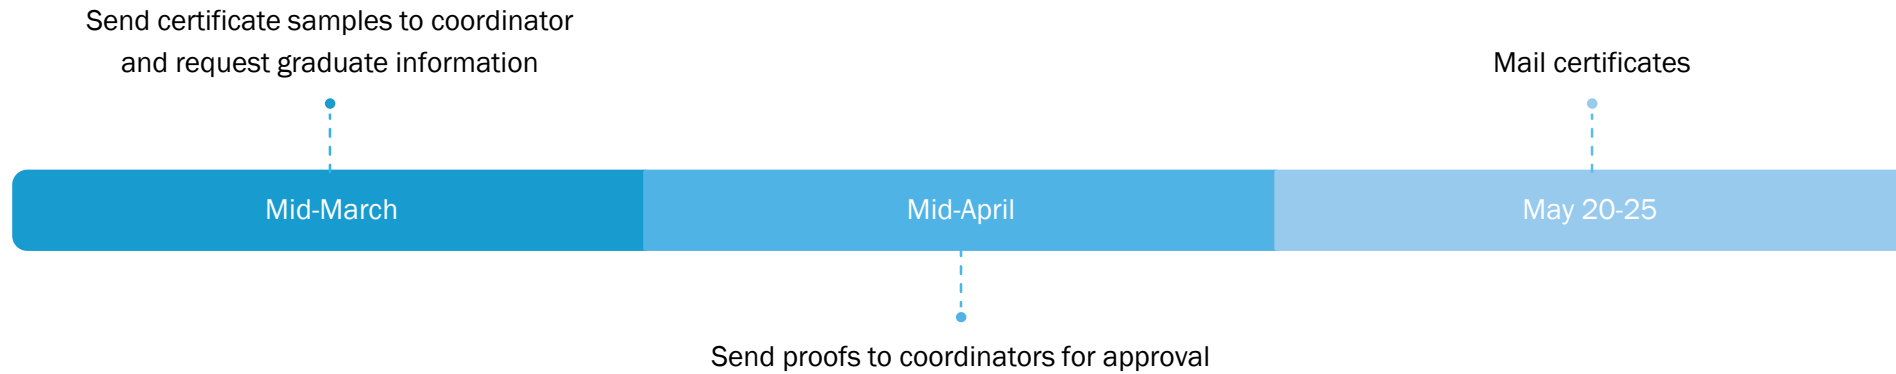 Send certificate samples to coordinator
and request graduate information
Mail certificates
Mid-March
Mid-April
May 20-25
Send proofs to coordinators for approval